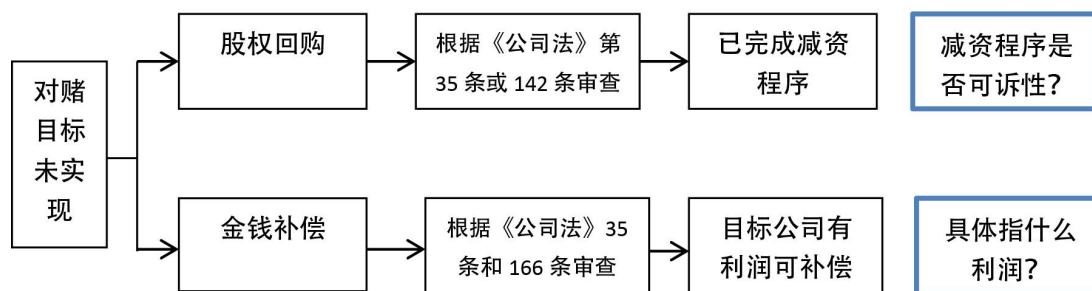 对赌
目标
未实
现
股权回购
根据《公司法》第
35 条或 142 条审查
已完成减资
程序
减资程序是
否可诉性？
金钱补偿
根据《公司法》35
条和 166 条审查
目标公司有
利润可补偿
具体指什么
利润？